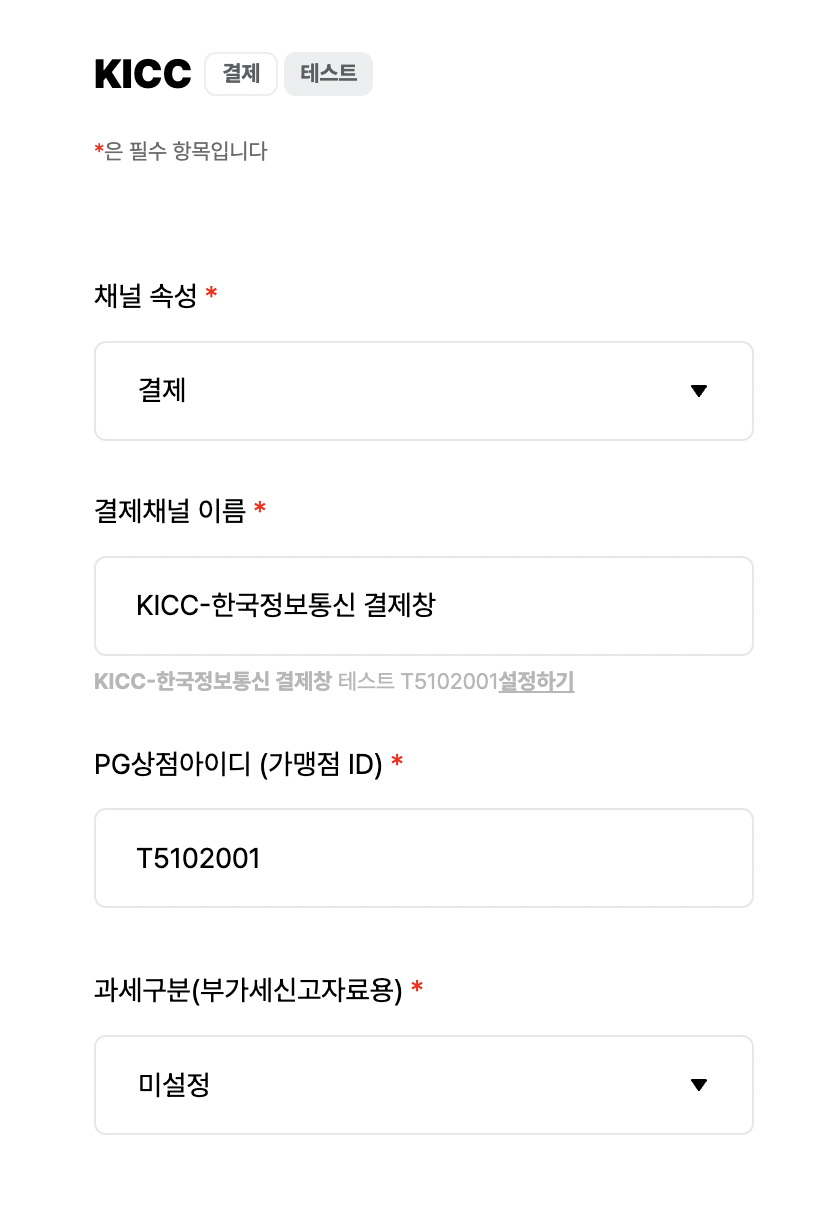 KICC 결제 테스트
*은 필수 항목입니다
채널 속성 *
결제
결제채널 이름 *
KICC-한국정보통신 결제창
KICC-한국정보통신 결제창 테스트 T5102001설정하기
PG상점아이디 (가맹점 ID) *
T5102001
과세구분(부가세신고자료용) *
미설정